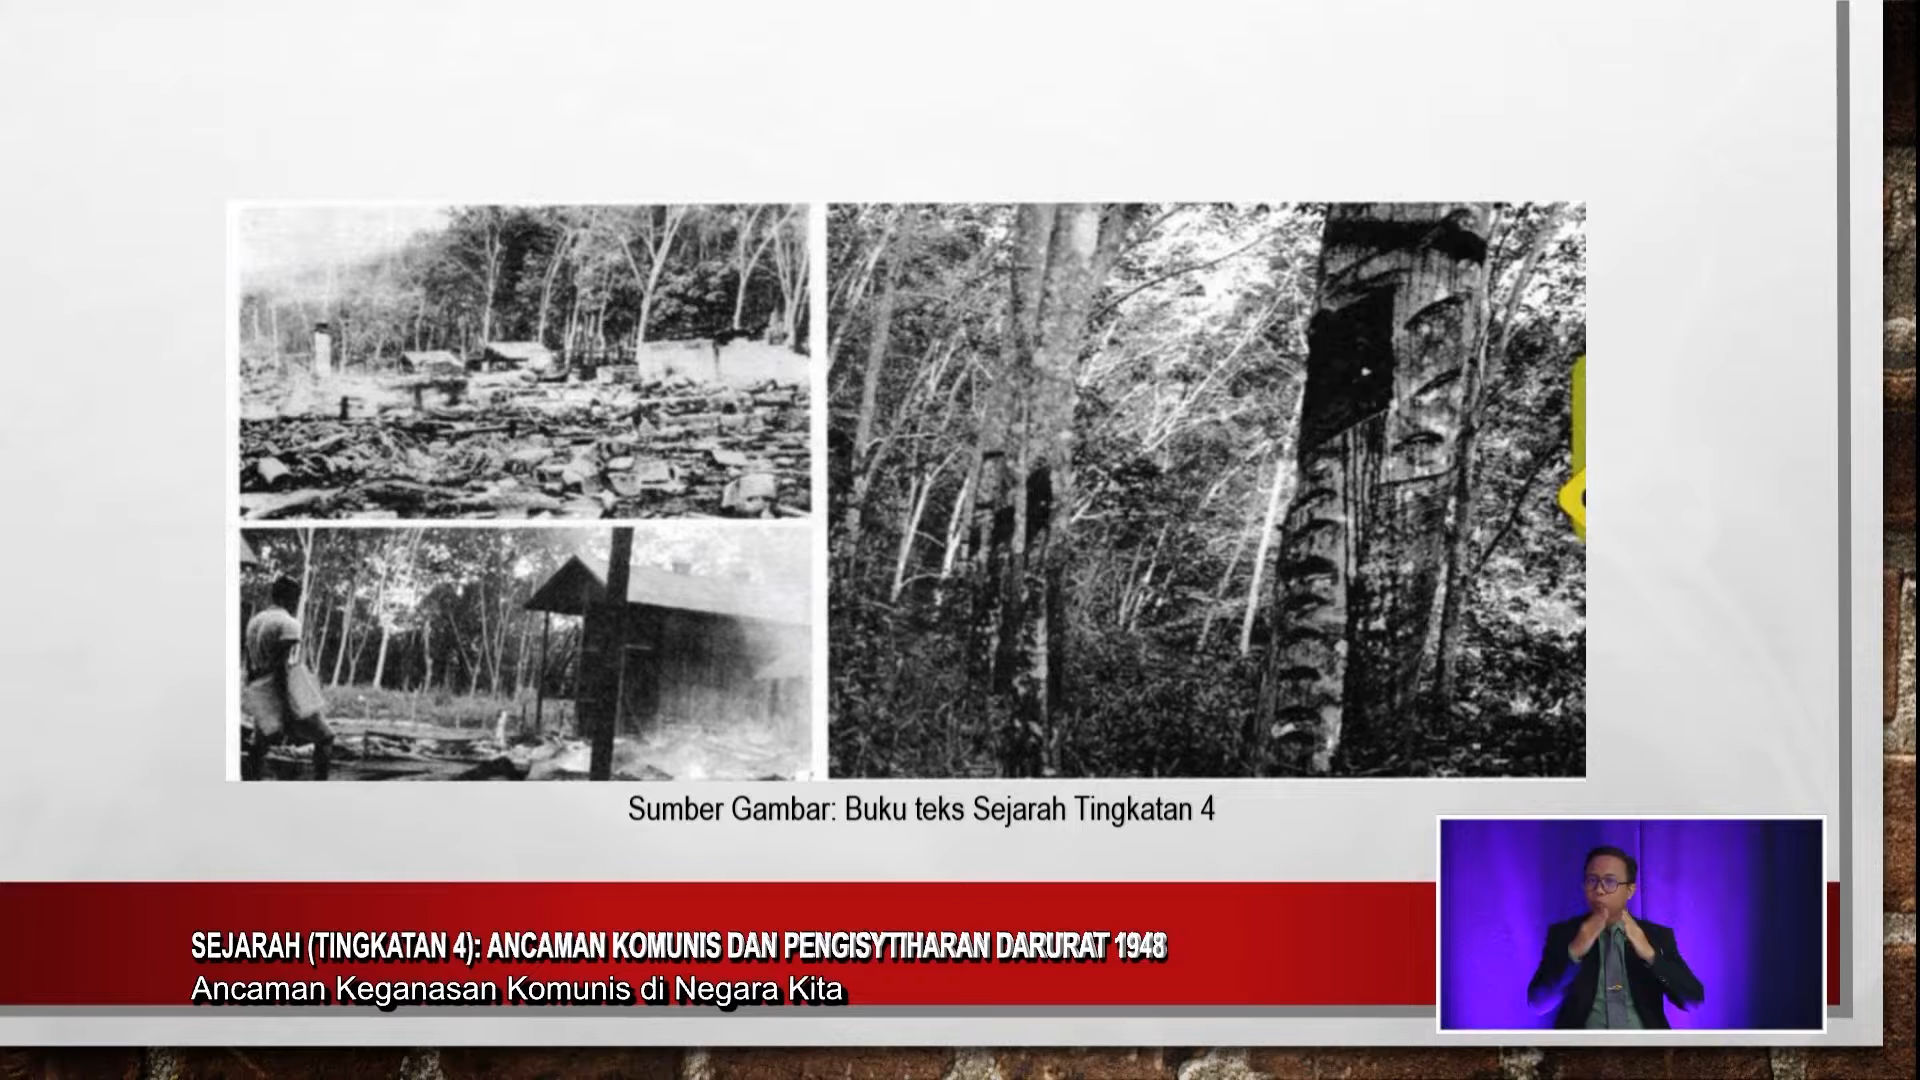 Sumber Gambar: Buku teks Sejarah Tingkatan 4
SEJARAH (TINGKATAN 4): ANCAMAN KOMUNIS DAN PENGISYTIHARAN DARURAT 1948
Ancaman Keganasan Komunis di Negara Kita